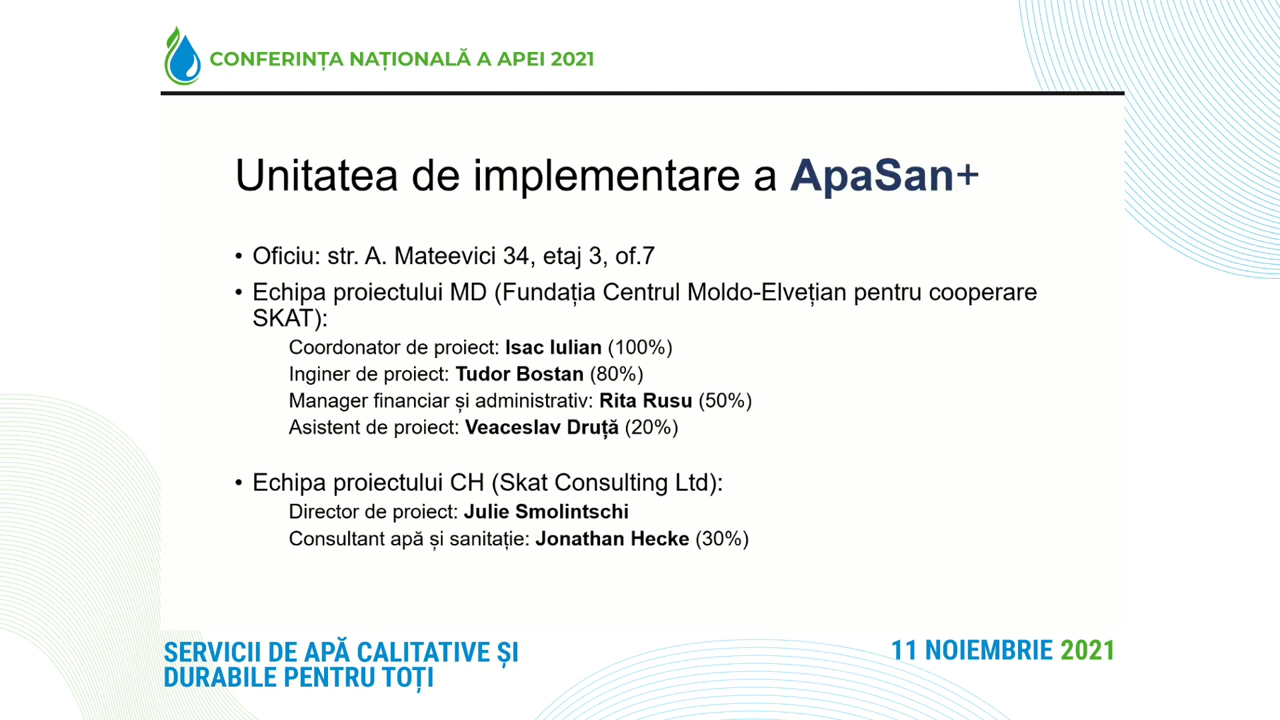 CONFERINȚA NAȚIONALĂ A APEI 2021
Unitatea de implementare a ApaSan+
• Oficiu: str. A. Mateevici 34, etaj 3, of.7
• Echipa proiectului MD (Fundația Centrul Moldo-Elvețian pentru cooperare
SKAT):
Coordonator de proiect: Isac Iulian (100%)
Inginer de proiect: Tudor Bostan (80%)
Manager financiar și administrativ: Rita Rusu (50%)
Asistent de proiect: Veaceslav Druță (20%)
• Echipa proiectului CH (Skat Consulting Ltd):
Director de proiect: Julie Smolintschi
Consultant apă și sanitație: Jonathan Hecke (30%)
SERVICII DE APĂ CALITATIVE ȘI
DURABILE PENTRU TOȚI
11 NOIEMBRIE 2021